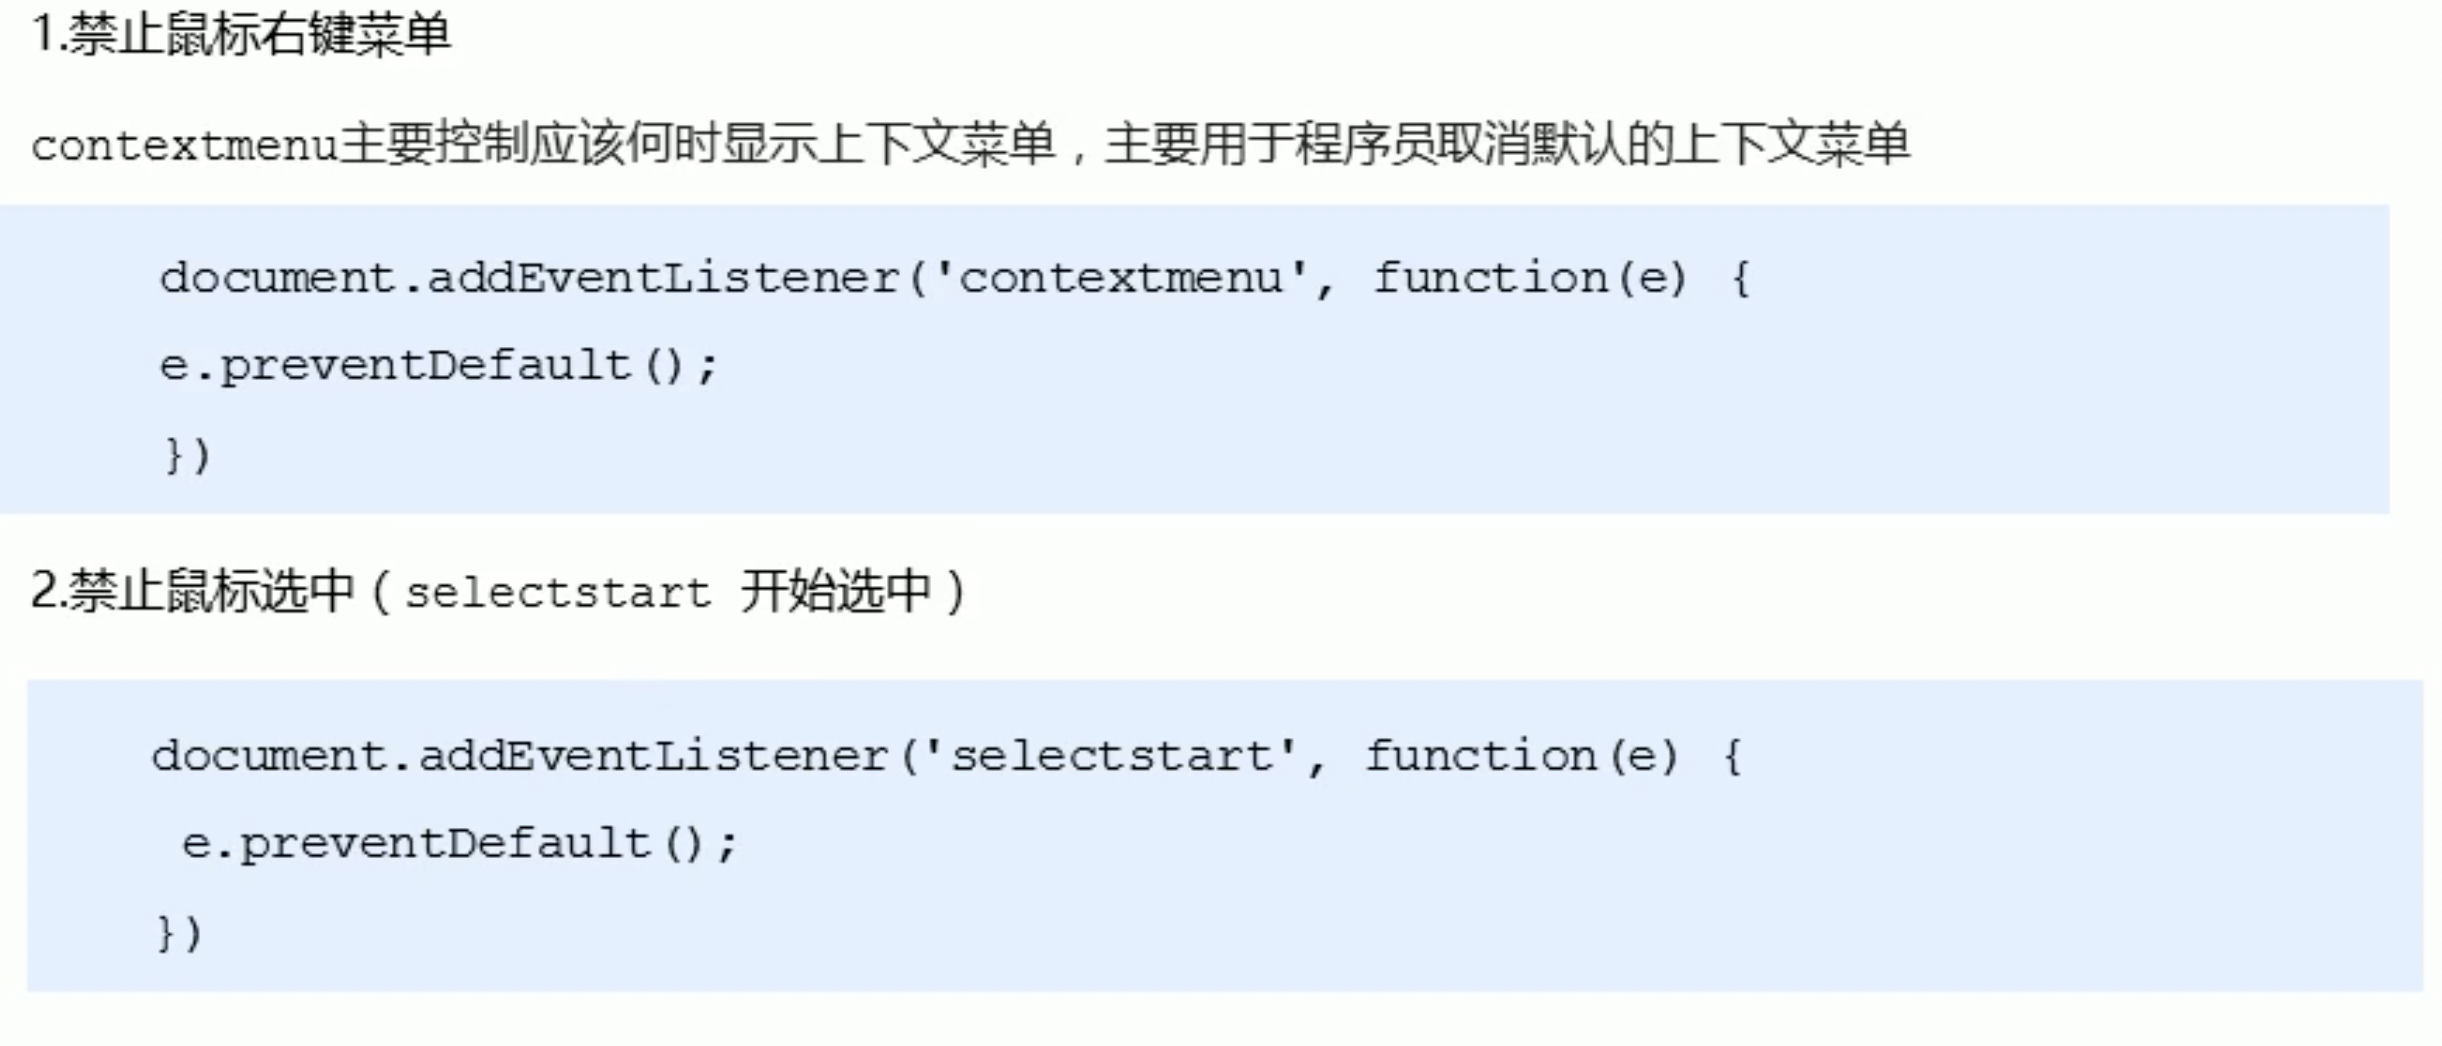 1.禁止鼠标右键菜单
contextmenu主要控制应该何时显示上下文菜单，主要用于程序员取消默认的上下文菜单
document.addEventListener('contextmenu', function(e) {
e.preventDefault();
})
2.禁止鼠标选中（selectstart 开始选中）
document.addEventListener('selectstart', function(e) {
e.preventDefault();
})